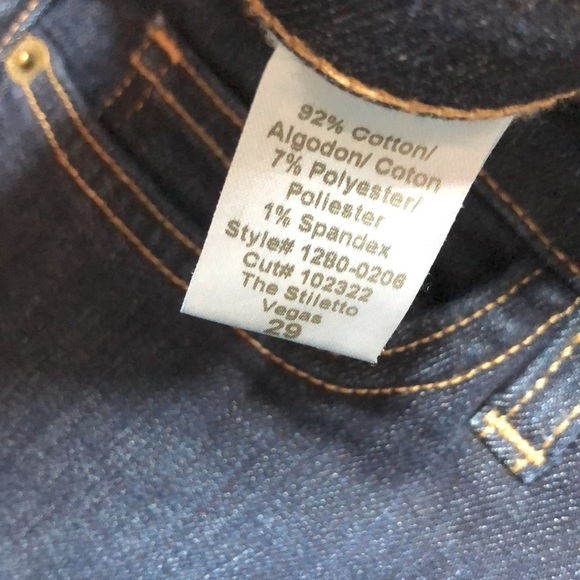 92% Cotton/
Algodon/ Coton
7% Polyester/
Poliester
1% Spandex
Style# 1280-0206
Cut# 102322
The Stiletto
Vegas
29